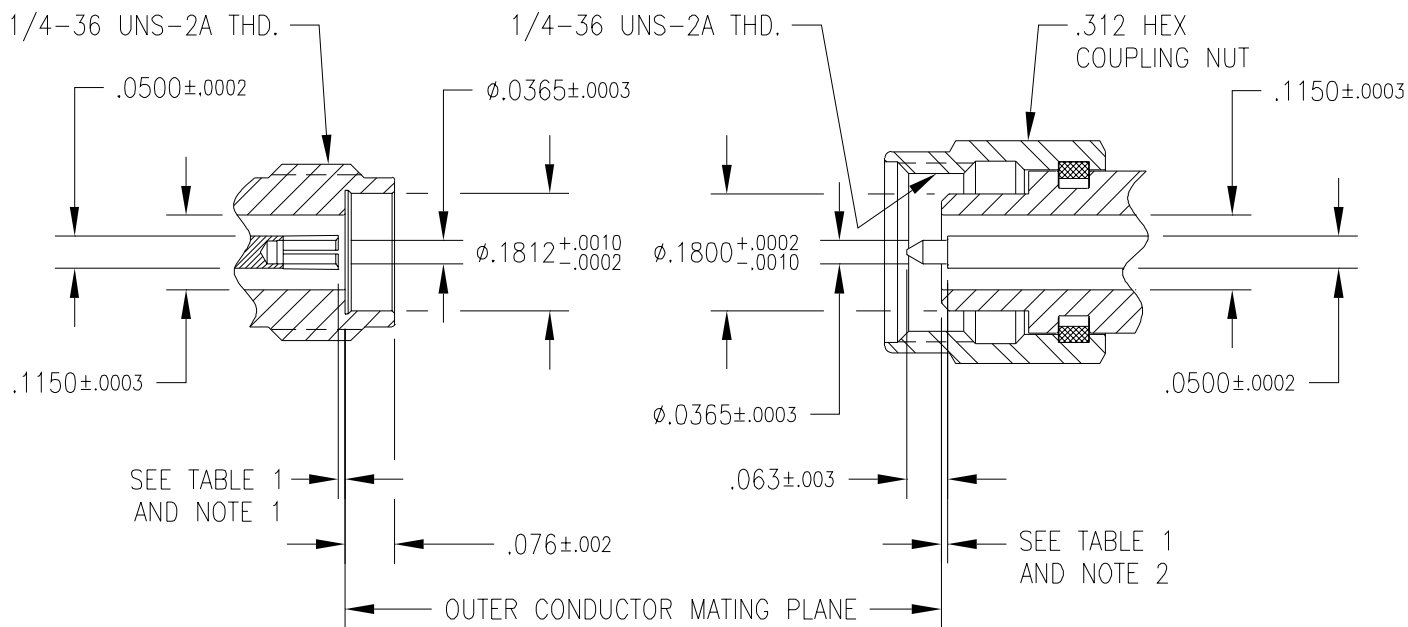 1/4-36 UNS-2A THD.
1/4-36 UNS-2A THD.
.312 HEX
COUPLING NUT
.0500±.0002
ø.0365±.0003
.1150±.0003
ø.1812+.0010
-.0002
ø.1800+.0002
-.0010
.1150±.0003
ø.0365±.0003
.0500±.0002
SEE TABLE 1
AND NOTE 1
.063±.003
.076±.002
SEE TABLE 1
AND NOTE 2
OUTER CONDUCTOR MATING PLANE